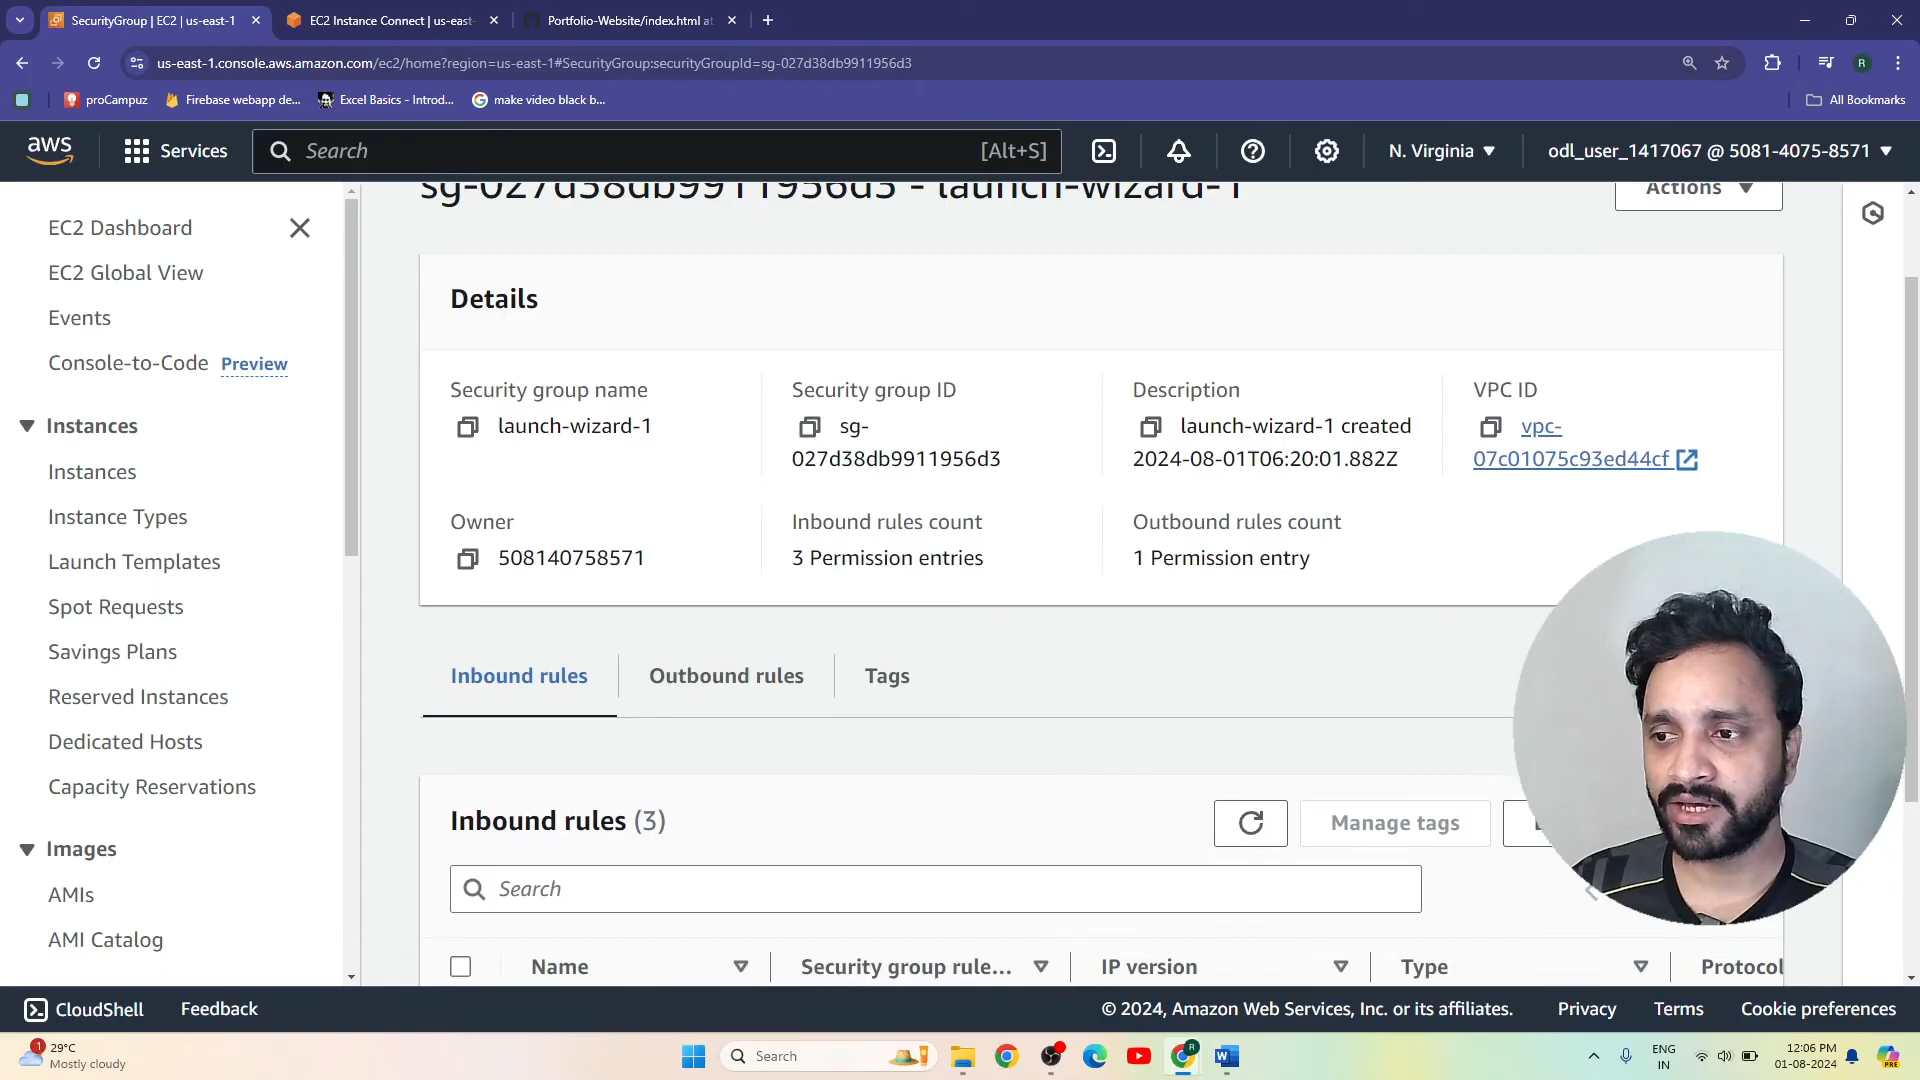 SecurityGroup | EC2 | us-east-1
EC2 Instance Connect | us-east-
Portfolio-Website/index.html at
us-east-1.console.aws.amazon.com/ec2/home?region=us-east-1#SecurityGroup:securityGroupId=sg-027d38db9911956d3
R
proCampuz
Firebase webapp de...
Excel Basics - Introd...
make video black b...
All Bookmarks
aws
Services
Search
[Alt+S]
N. Virginia
odl_user_1417067 @ 5081-4075-8571
EC2 Dashboard
EC2 Global View
Events
Console-to-Code Preview
Instances
Instances
Instance Types
Launch Templates
Spot Requests
Savings Plans
Reserved Instances
Dedicated Hosts
Capacity Reservations
Images
AMIs
AMI Catalog
sg-027d38db9911956d3 - launch-wizard-1
Actions
Details
Security group name
launch-wizard-1
Security group ID
sg-
027d38db9911956d3
Description
launch-wizard-1 created
2024-08-01T06:20:01.882Z
VPC ID
vpc-
07c01075c93ed44cf
Owner
508140758571
Inbound rules count
3 Permission entries
Outbound rules count
1 Permission entry
Inbound rules
Outbound rules
Tags
Inbound rules (3)
Manage tags
Search
Name
Security group rule...
IP version
Type
Protocol
CloudShell
Feedback
© 2024, Amazon Web Services, Inc. or its affiliates.
Privacy
Terms
Cookie preferences
1
29°C
Mostly cloudy
Search
R
ENG
IN
12:06 PM
01-08-2024
PRE